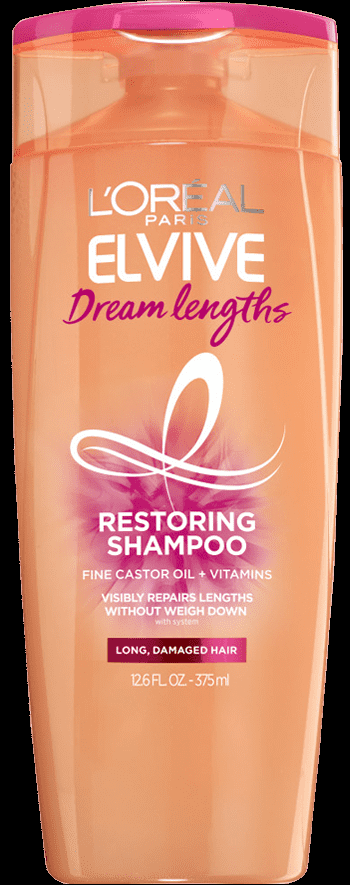 L'ORÉAL
PARIS
ELVIVE
Dream lengths
RESTORING
SHAMPOO
FINE CASTOR OIL + VITAMINS
VISIBLY REPAIRS LENGTHS
WITHOUT WEIGH DOWN
with system
LONG, DAMAGED HAIR
12.6 FL. OZ. - 375 ml